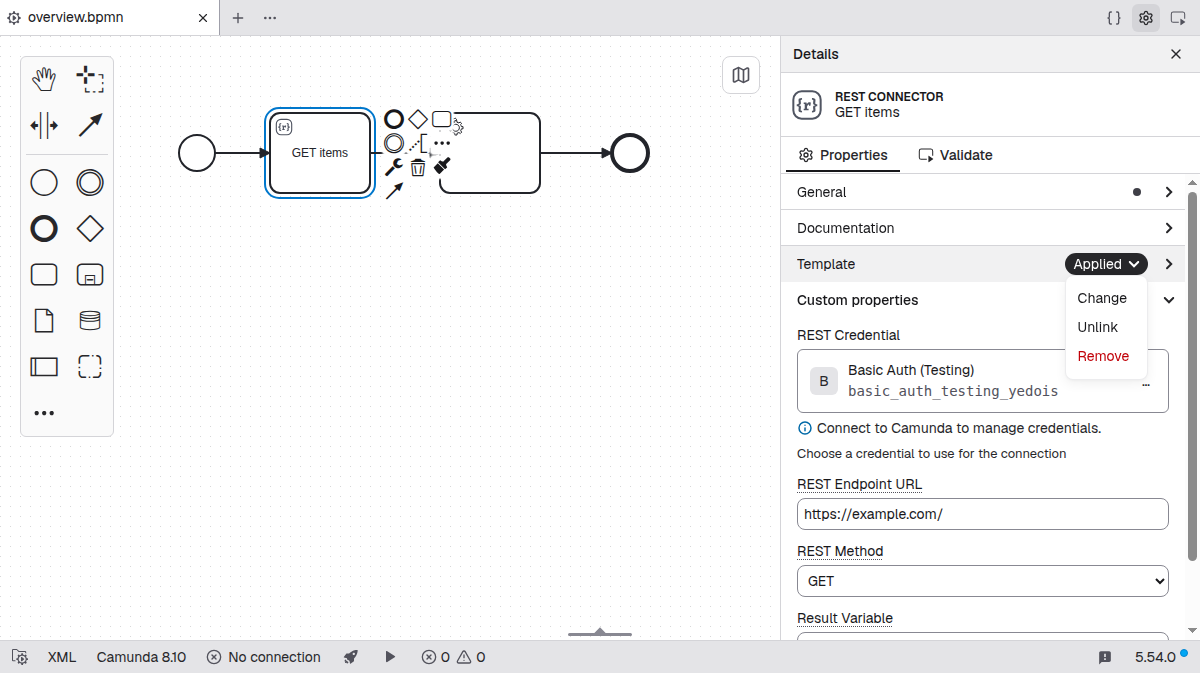 overview.bpmn
Details
REST CONNECTOR
GET items
{r}
GET items
Properties
Validate
General
Documentation
Template
Applied
Change
Unlink
Remove
Custom properties
REST Credential
B
Basic Auth (Testing)
basic_auth_testing_yedois
Connect to Camunda to manage credentials.
Choose a credential to use for the connection
REST Endpoint URL
https://example.com/
REST Method
GET
Result Variable
XML
Camunda 8.10
No connection
0
0
5.54.0